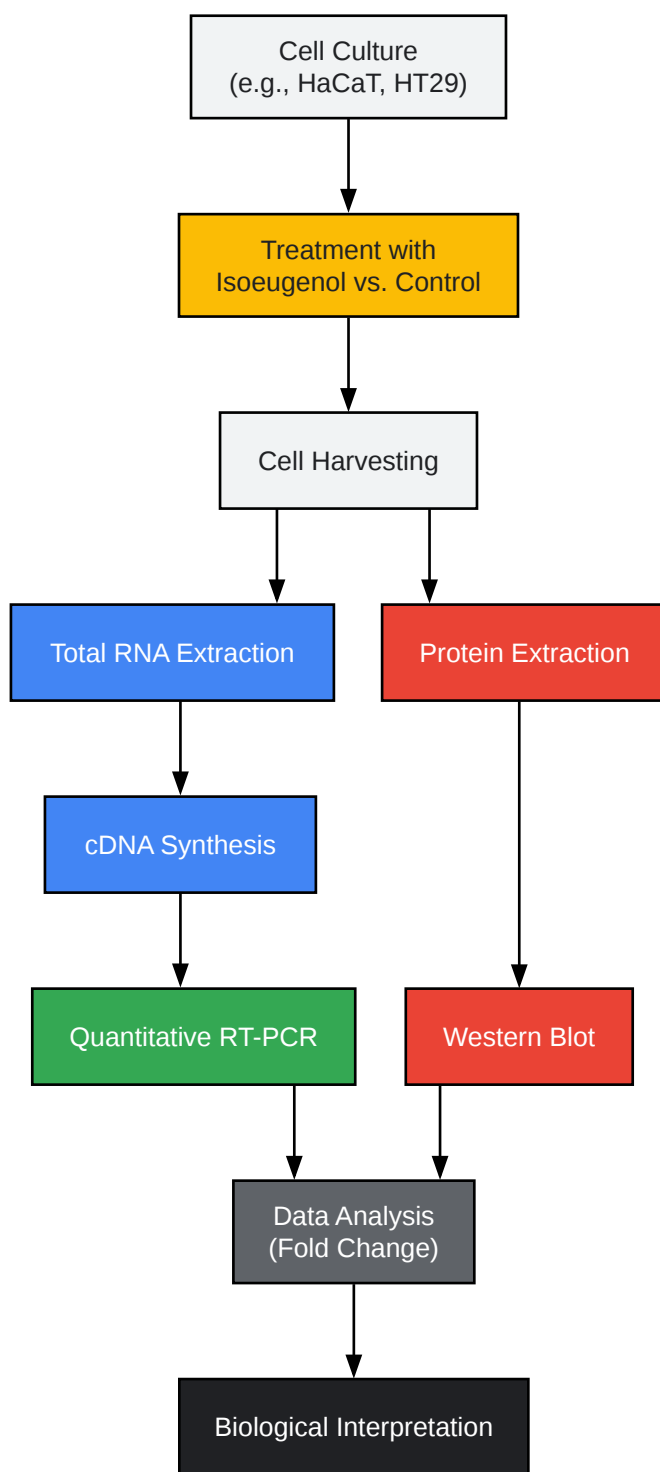 Cell Culture
(e.g., HaCaT, HT29)
Treatment with
Isoeugenol vs. Control
Cell Harvesting
Total RNA Extraction
Protein Extraction
cDNA Synthesis
Quantitative RT-PCR
Western Blot
Data Analysis
(Fold Change)
Biological Interpretation